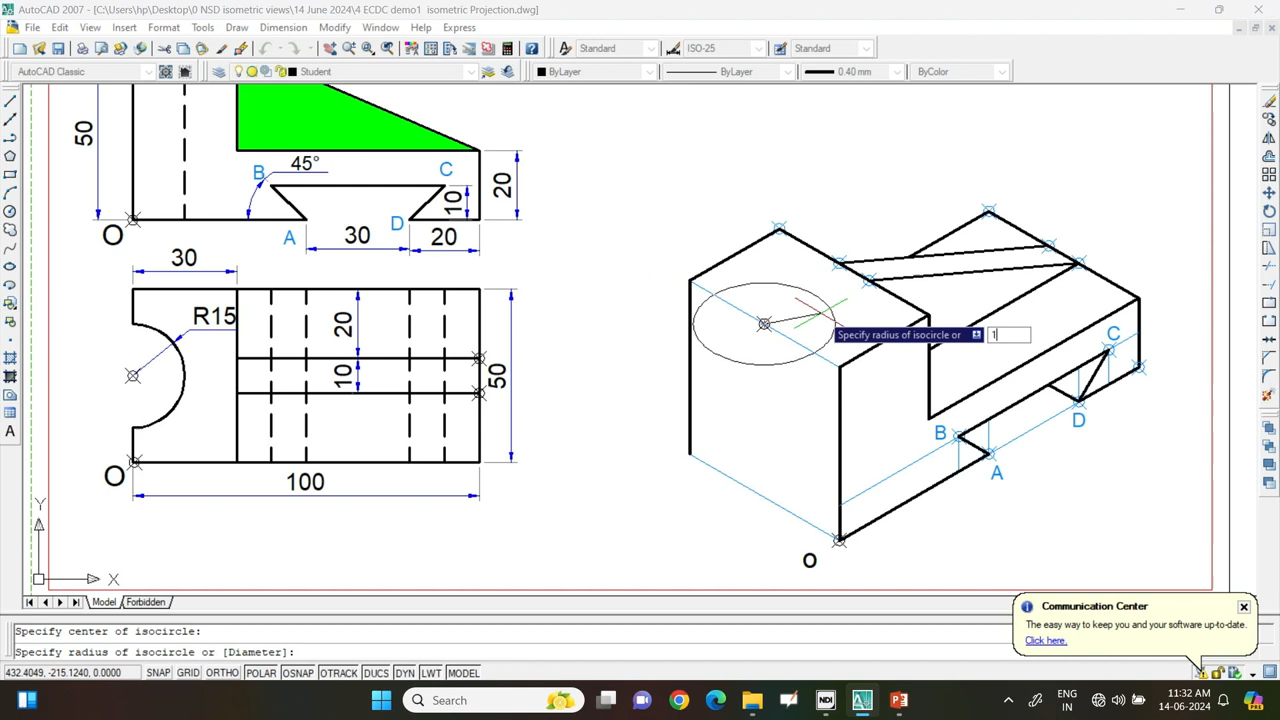 AutoCAD 2007 - [C:\Users\hp\Desktop\0 NSD isometric views\14 June 2024\4 ECDC demo1  isometric Projection.dwg]
File Edit View Insert Format Tools Draw Dimension Modify Window Help Express
Standard ISO-25 Standard
AutoCAD Classic Student ByLayer ByLayer 0.40 mm ByColor
50
45°
B
C
10
20
O
A
30
D
20
30
R15
20
10
50
O
100
Specify radius of isocircle or 1
C
B
D
A
O
Y
X
Model Forbidden
Communication Center
The easy way to keep you and your software up-to-date.
Click here.
Specify center of isocircle:
Specify radius of isocircle or [Diameter]:
432.4049, -215.1240, 0.0000 SNAP GRID ORTHO POLAR OSNAP OTRACK DUCS DYN LWT MODEL
Search
ENG
IN
11:32 AM
14-06-2024